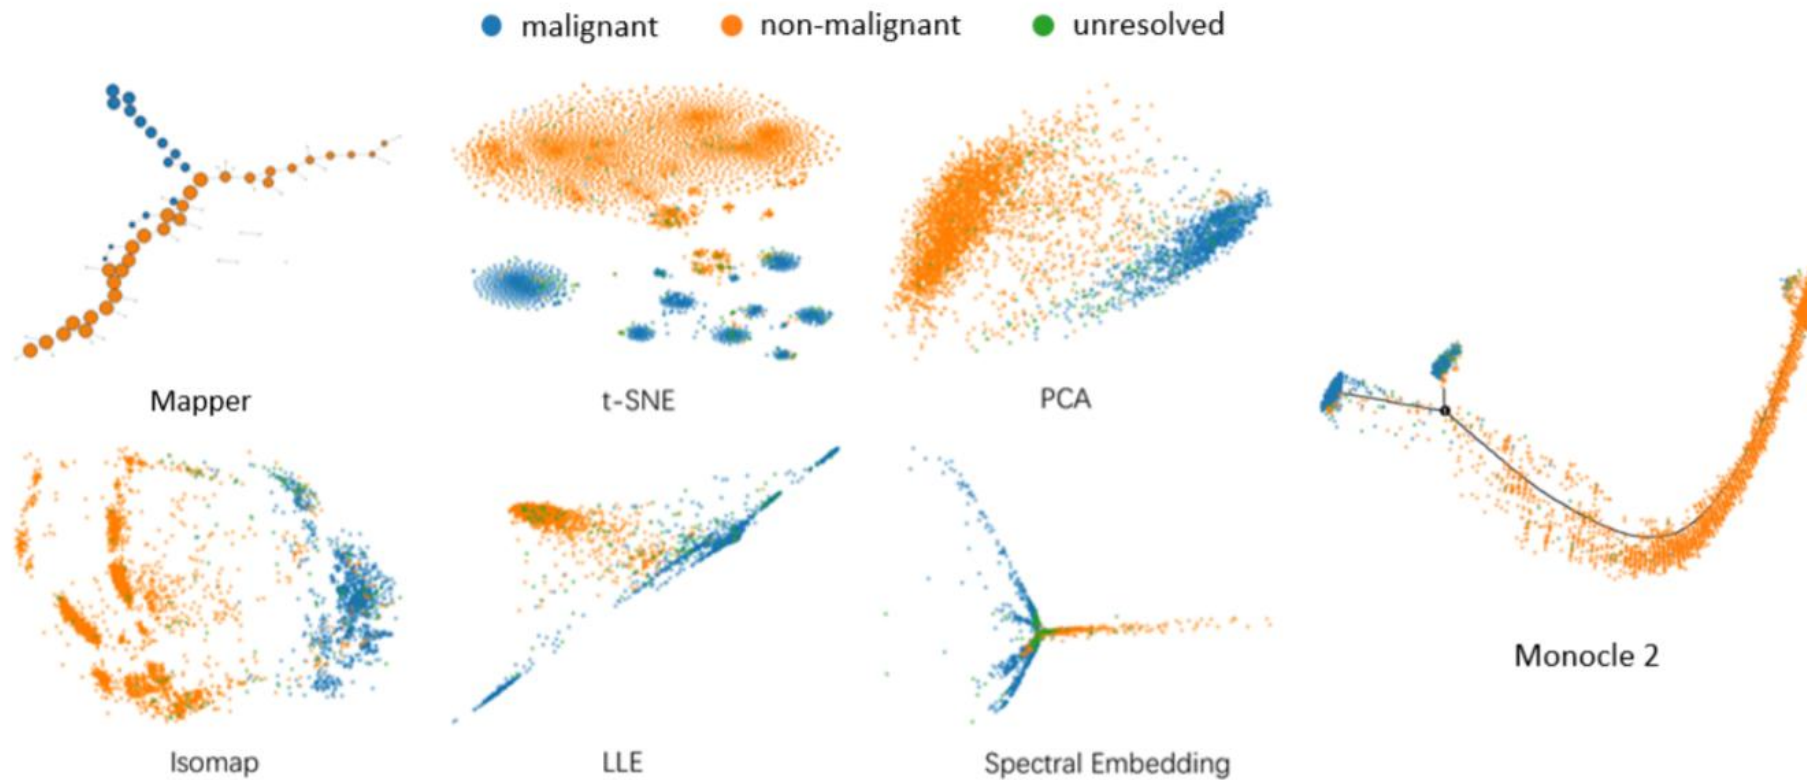 malignant non-malignant unresolved
Mapper t-SNE PCA
Monocle 2
Isomap LLE Spectral Embedding